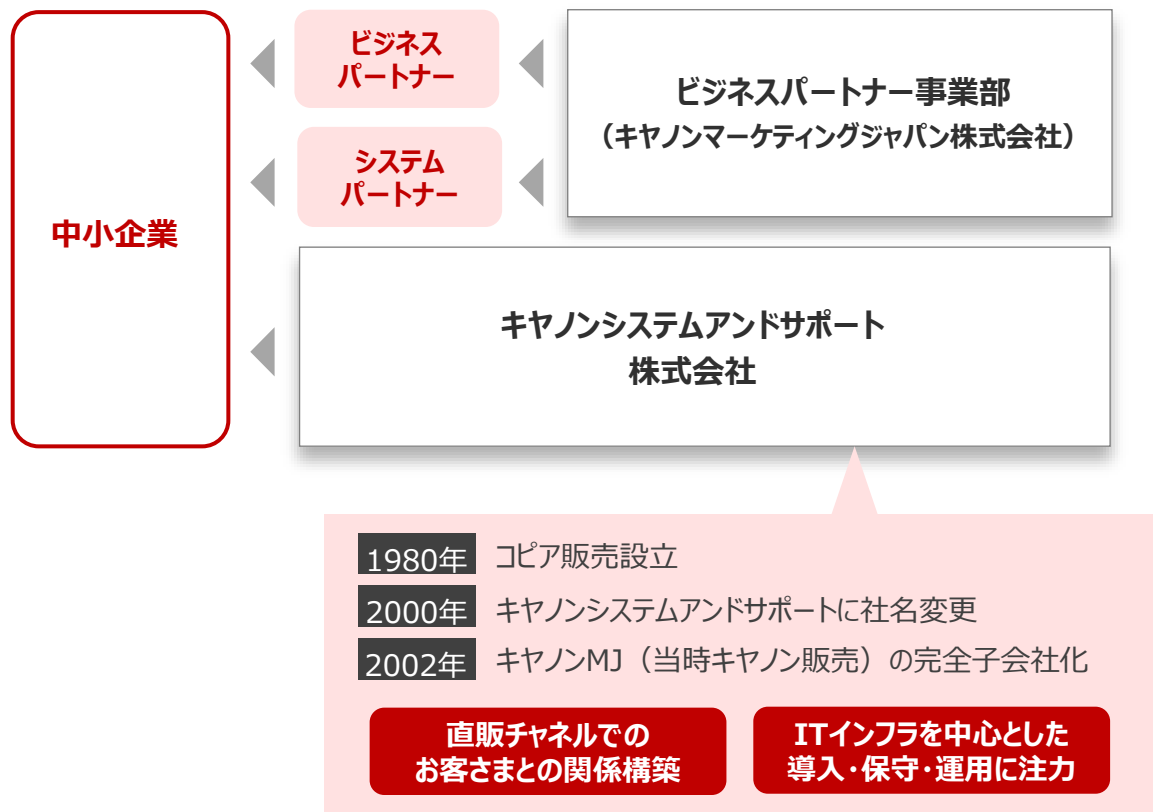 ビジネス
パートナー
ビジネスパートナー事業部
（キヤノンマーケティングジャパン株式会社）
システム
パートナー
中小企業
キヤノンシステムアンドサポート
株式会社
1980年 コピア販売設立
2000年 キヤノンシステムアンドサポートに社名変更
2002年 キヤノンMJ（当時キヤノン販売）の完全子会社化
直販チャネルでの
お客さまとの関係構築
ITインフラを中心とした
導入・保守・運用に注力